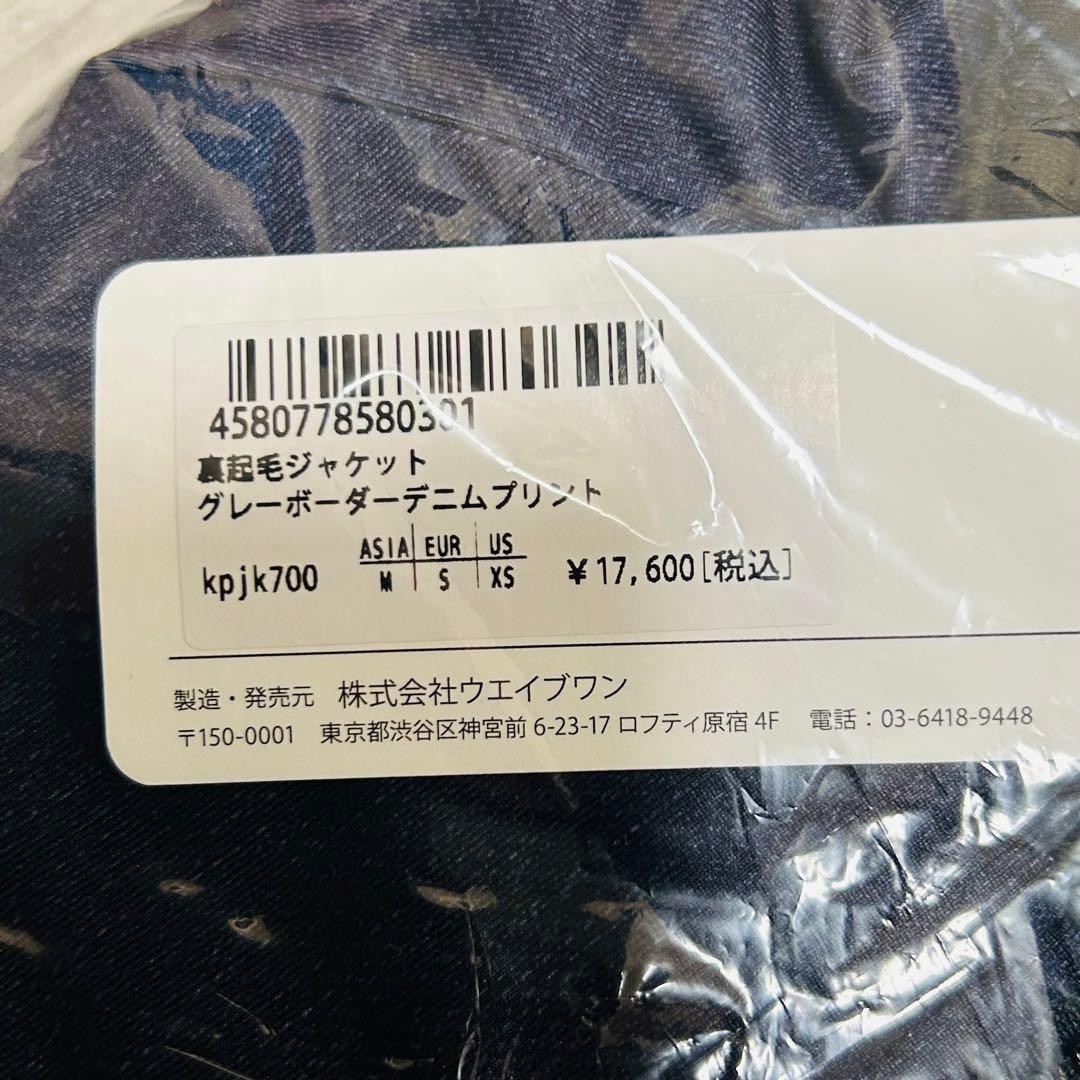 4580778580301
裏起毛ジャケット
グレーボーダーデニムプリント
kpjk700 ASIA EUR US ¥17,600[税込]
M S XS
製造・発売元 株式会社ウエイブワン
〒150-0001 東京都渋谷区神宮前 6-23-17 ロフティ原宿 4F 電話：03-6418-9448